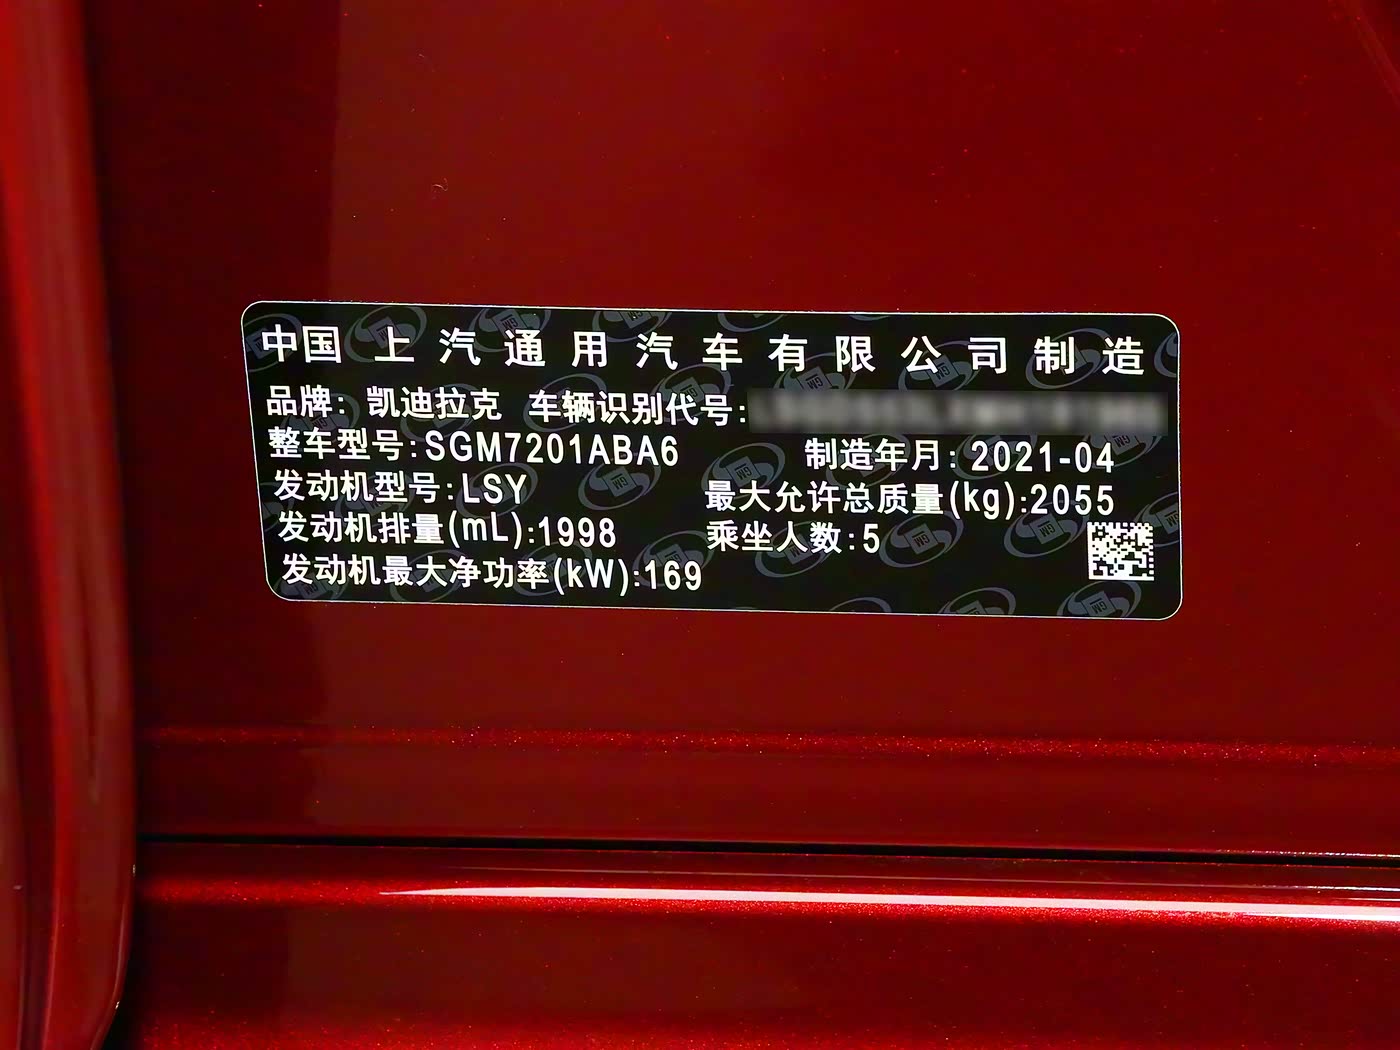 中国 上汽通用汽车有限公司制造
品牌: 凯迪拉克 车辆识别代号:
整车型号:SGM7201ABA6 制造年月: 2021-04
发动机型号:LSY 最大允许总质量(kg):2055
发动机排量(mL):1998 乘坐人数:5
发动机最大净功率(kW):169